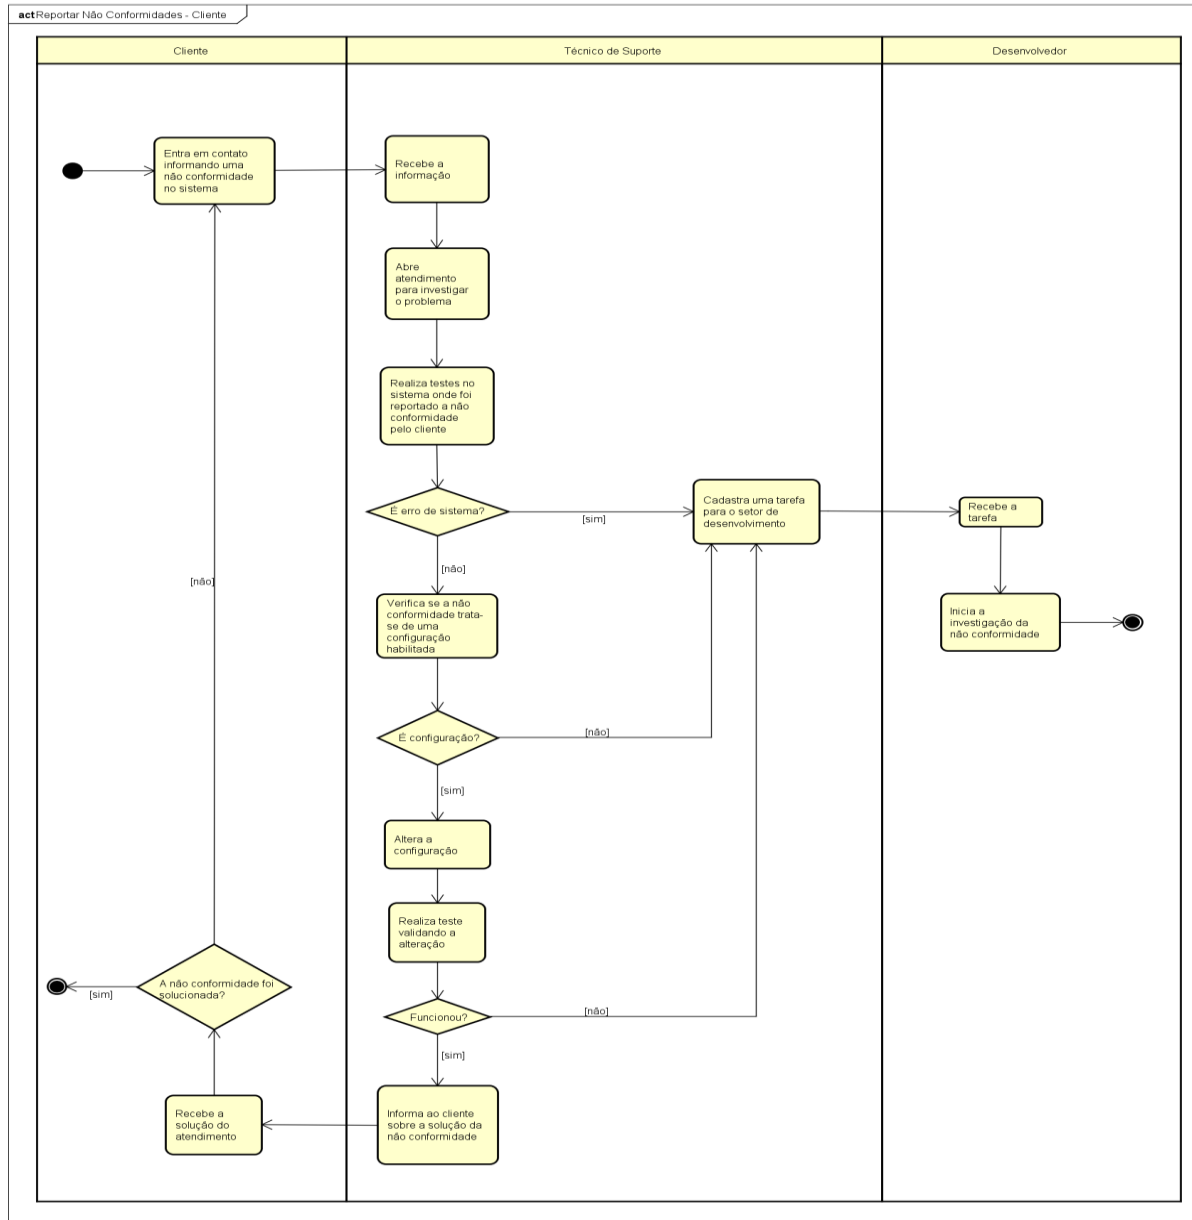 act Reportar Não Conformidades - Cliente
Cliente
Técnico de Suporte
Desenvolvedor
Entra em contato
informando uma
não conformidade
no sistema
Recebe a
informação
Abre
atendimento
para investigar
o problema
Realiza testes no
sistema onde foi
reportado a não
conformidade
pelo cliente
É erro de sistema?
[sim]
Cadastra uma tarefa
para o setor de
desenvolvimento
Recebe a
tarefa
[não]
[não]
Verifica se a não
conformidade trata-
se de uma
configuração
habilitada
Inicia a
investigação da
não conformidade
É configuração?
[não]
[sim]
Altera a
configuração
Realiza teste
validando a
alteração
A não conformidade foi
solucionada?
[sim]
Funcionou?
[não]
[sim]
Recebe a
solução do
atendimento
Informa ao cliente
sobre a solução da
não conformidade